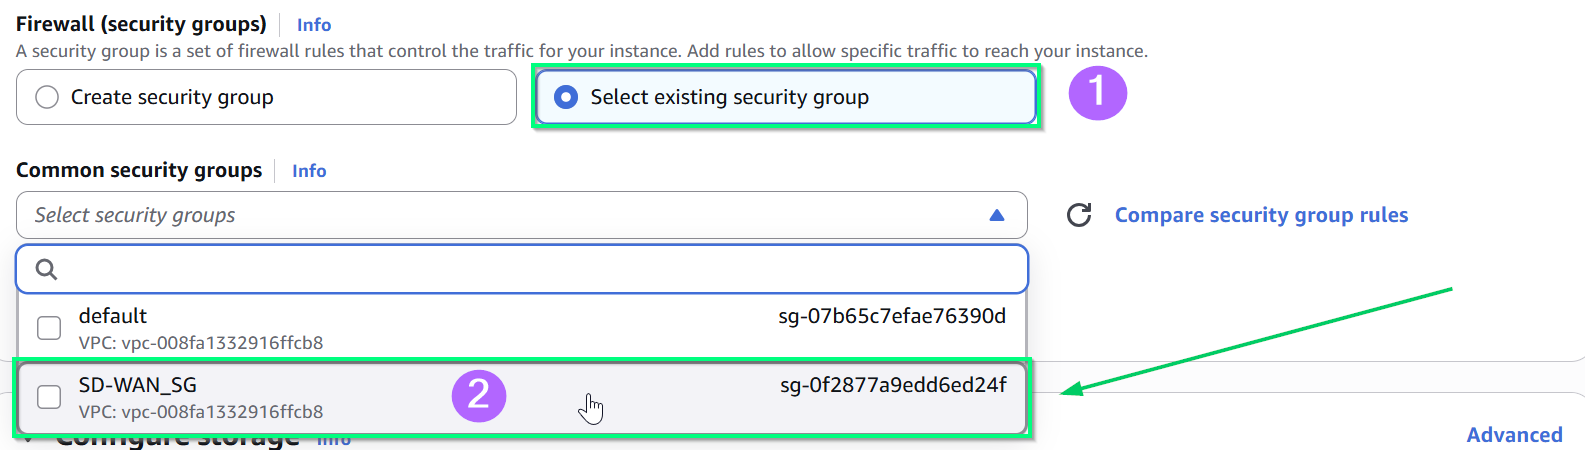 Firewall (security groups) Info
A security group is a set of firewall rules that control the traffic for your instance. Add rules to allow specific traffic to reach your instance.
Create security group Select existing security group 1
Common security groups Info
Select security groups Compare security group rules
default sg-07b65c7efae76390d
VPC: vpc-008fa1332916ffcb8
SD-WAN_SG 2 sg-0f2877a9edd6ed24f
VPC: vpc-008fa1332916ffcb8
Configure storage Info Advanced